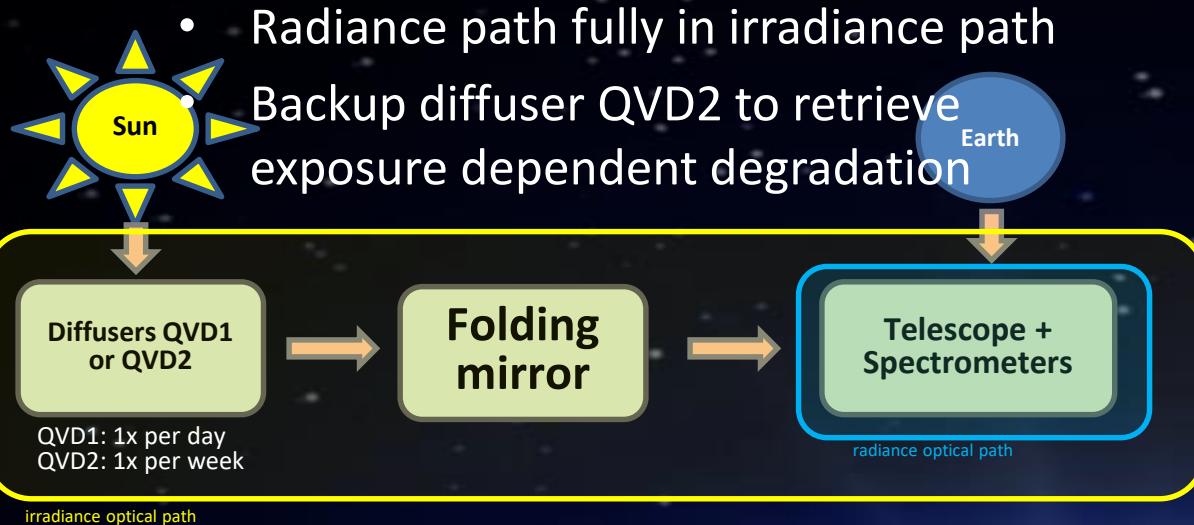 • Radiance path fully in irradiance path
• Backup diffuser QVD2 to retrieve
exposure dependent degradation
Sun
Earth
Diffusers QVD1
or QVD2
Folding
mirror
Telescope +
Spectrometers
QVD1: 1x per day
QVD2: 1x per week
radiance optical path
irradiance optical path